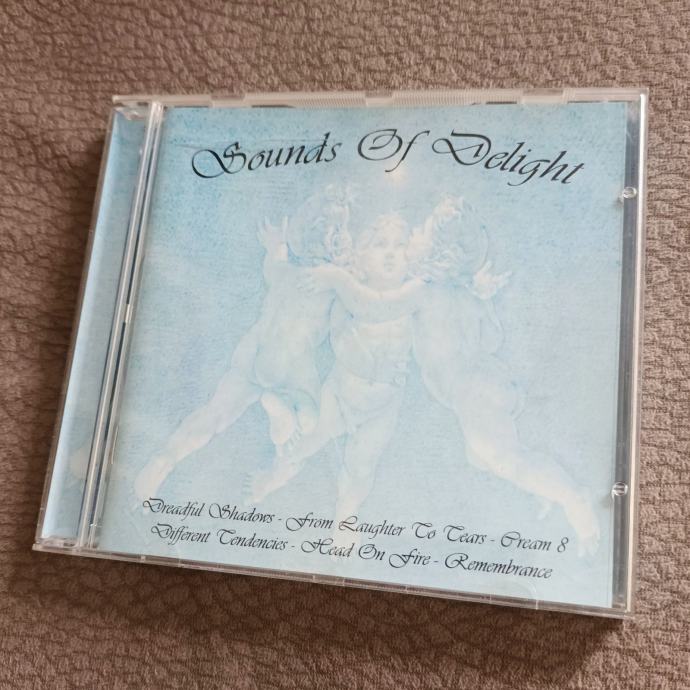 Sounds Of Delight
Dreadful Shadows - From Laughter To Tears - Cream 8
Different Tendencies - Head On Fire - Remembrance